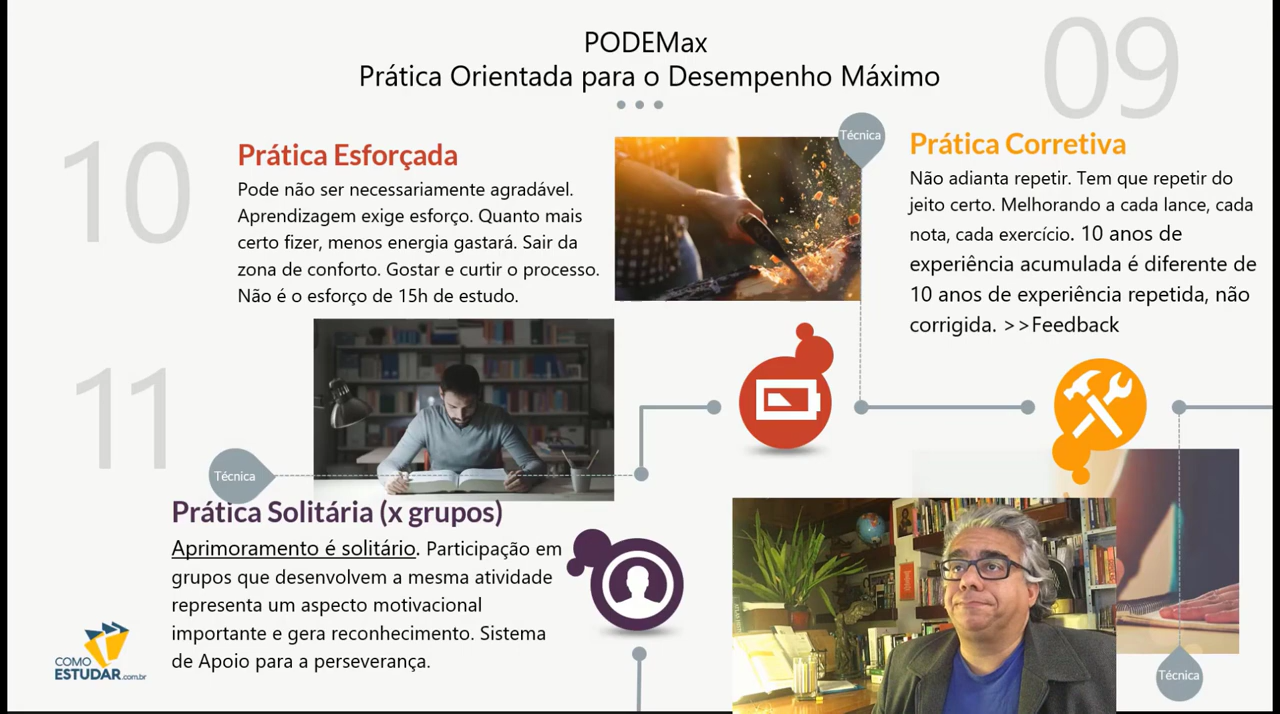 PODEMax
Prática Orientada para o Desempenho Máximo
09
Técnica
Prática Corretiva
Não adianta repetir. Tem que repetir do
jeito certo. Melhorando a cada lance, cada
nota, cada exercício. 10 anos de
experiência acumulada é diferente de
10 anos de experiência repetida, não
corrigida. >>Feedback
10
Prática Esforçada
Pode não ser necessariamente agradável.
Aprendizagem exige esforço. Quanto mais
certo fizer, menos energia gastará. Sair da
zona de conforto. Gostar e curtir o processo.
Não é o esforço de 15h de estudo.
11
Técnica
Prática Solitária (x grupos)
Aprimoramento é solitário. Participação em
grupos que desenvolvem a mesma atividade
representa um aspecto motivacional
importante e gera reconhecimento. Sistema
de Apoio para a perseverança.
COMO
ESTUDAR.com.br
Técnica